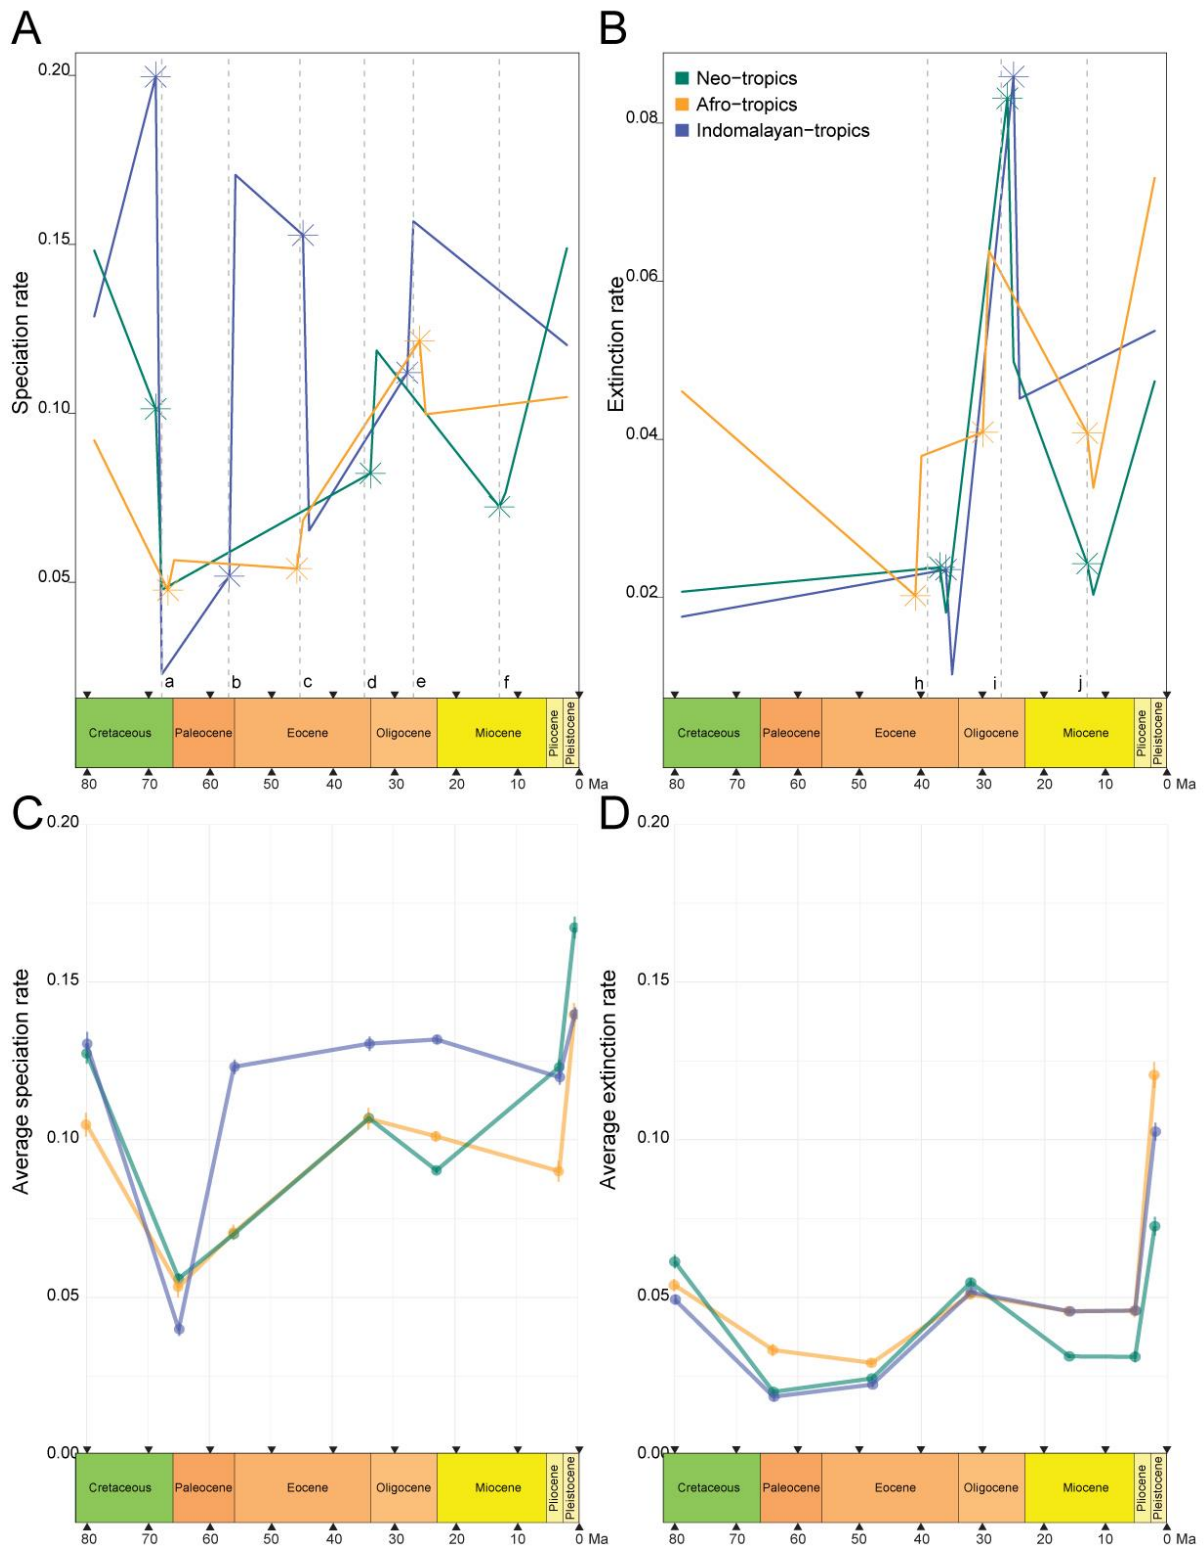 A
0.20
0.15
0.10
0.05
Speciation rate
a b c d e f
Cretaceous Paleocene Eocene Oligocene Miocene Pliocene Pleistocene
80 70 60 50 40 30 20 10 0 Ma
B
Neo-tropics
Afro-tropics
Indomalayan-tropics
0.08
0.06
0.04
0.02
Extinction rate
h i j
Cretaceous Paleocene Eocene Oligocene Miocene Pliocene Pleistocene
40 30 20 10 0 Ma
80 70 60 50
C
0.20
0.15
0.10
0.05
0.00
Average speciation rate
Cretaceous Paleocene Eocene Oligocene Miocene Pliocene Pleistocene
80 70 60 50 40 30 20 10 0 Ma
D
0.20
0.15
0.10
0.05
0.00
Average extinction rate
Cretaceous Paleocene Eocene Oligocene Miocene Pliocene Pleistocene
80 70 60 50 40 30 20 10 0 Ma